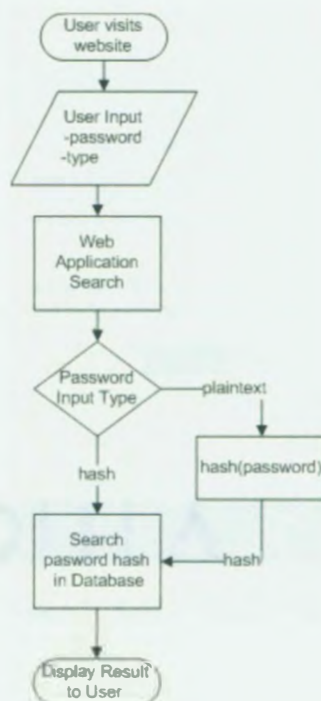 User visits
website
User Input
-password
-type
Web
Application
Search
Password
Input Type
plaintext
hash
hash(password)
Search
pasword hash
in Database
hash
Display Result
to User